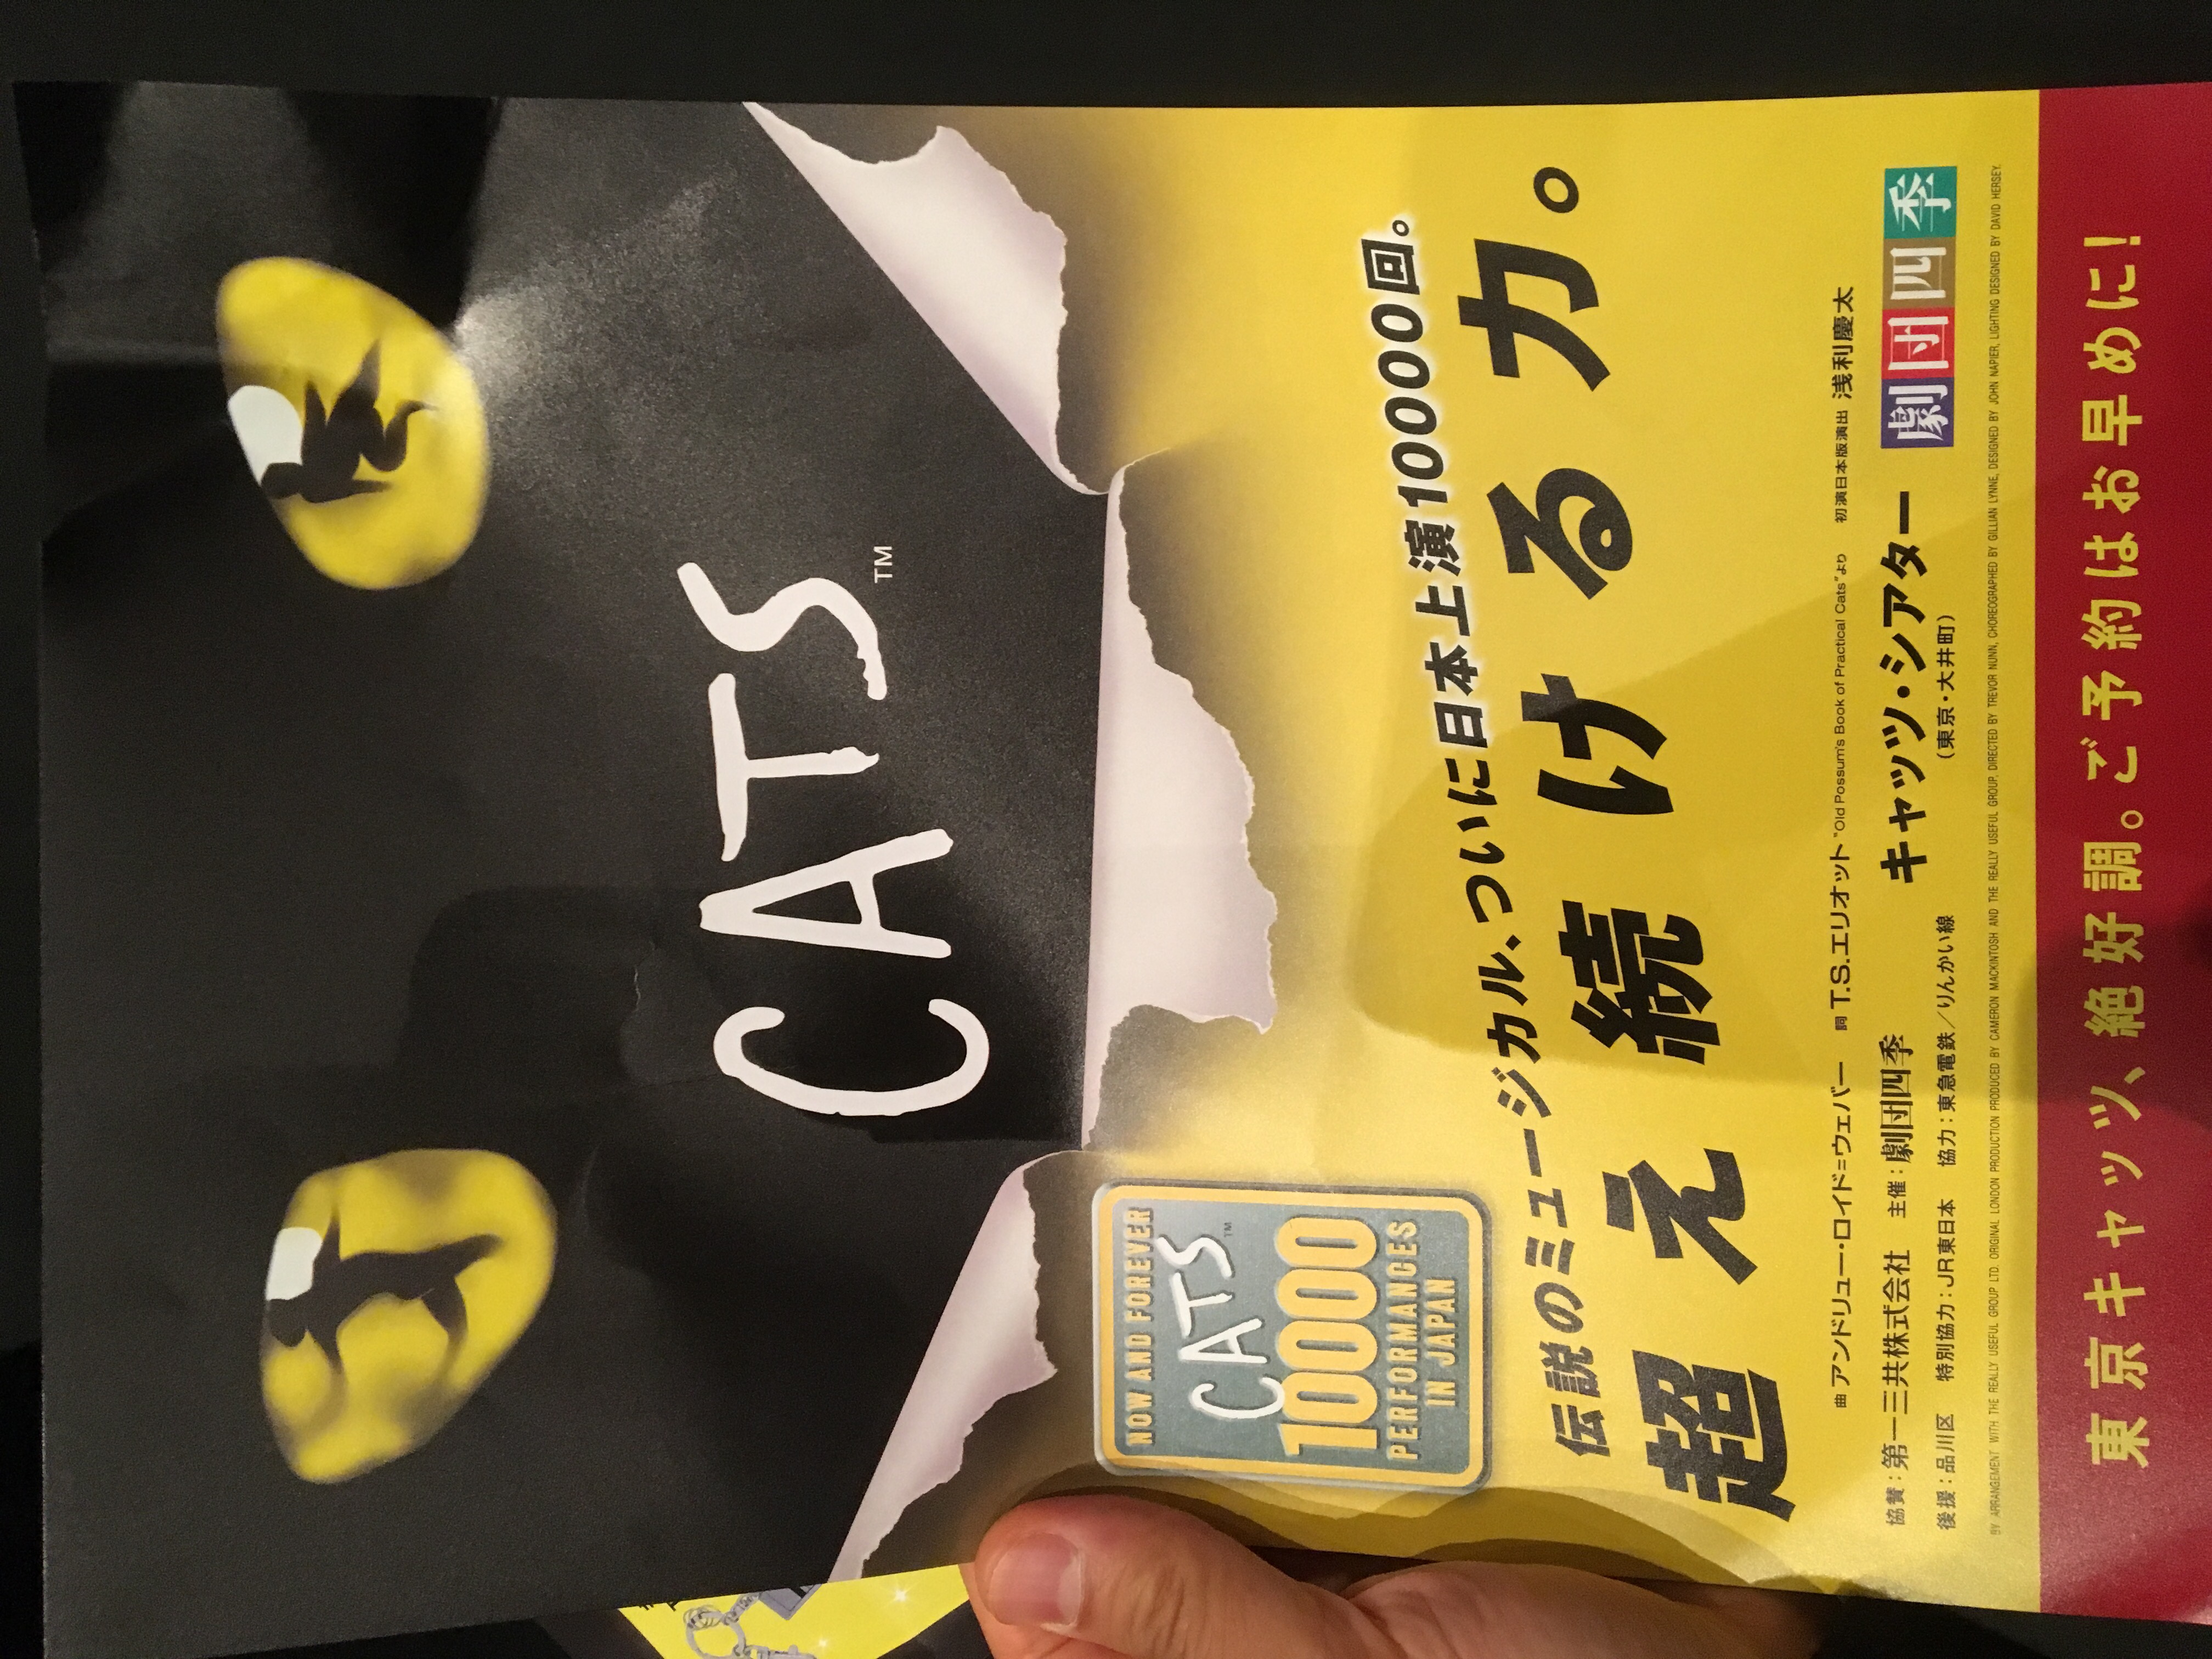 CATS™
NOW AND FOREVER
CATS™
10000
PERFORMANCES
IN JAPAN
伝説のミュージカル、ついに日本上演10000回。
超え続ける力。
曲 アンドリュー・ロイド=ウェバー 詞 T.S.エリオット "Old Possum's Book of Practical Cats"より 初演日本版演出 浅利慶太
協賛：第一三共株式会社 主催：劇団四季 キャッツ・シアター 劇団四季
後援：品川区 特別協力：JR東日本 協力：東急電鉄／りんかい線 （東京・大井町）
BY ARRANGEMENT WITH THE REALLY USEFUL GROUP LTD. ORIGINAL LONDON PRODUCTION PRODUCED BY CAMERON MACKINTOSH AND THE REALLY USEFUL GROUP. DIRECTED BY TREVOR NUNN, CHOREOGRAPHED BY GILLIAN LYNNE, DESIGNED BY JOHN NAPIER, LIGHTING DESIGNED BY DAVID HERSEY.
東京キャッツ、絶好調。ご予約はお早めに！